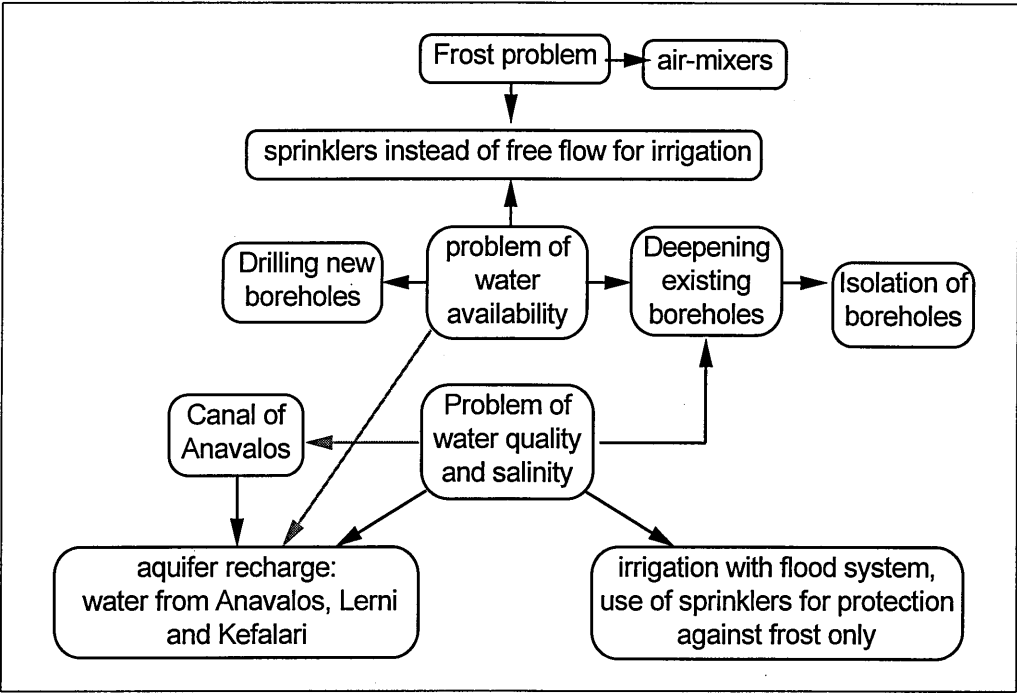 Frost problem
air-mixers
sprinklers instead of free flow for irrigation
Drilling new
boreholes
problem of
water
availability
Deepening
existing
boreholes
Isolation of
boreholes
Canal of
Anavalos
Problem of
water quality
and salinity
aquifer recharge:
water from Anavalos, Lerni
and Kefalari
irrigation with flood system,
use of sprinklers for protection
against frost only